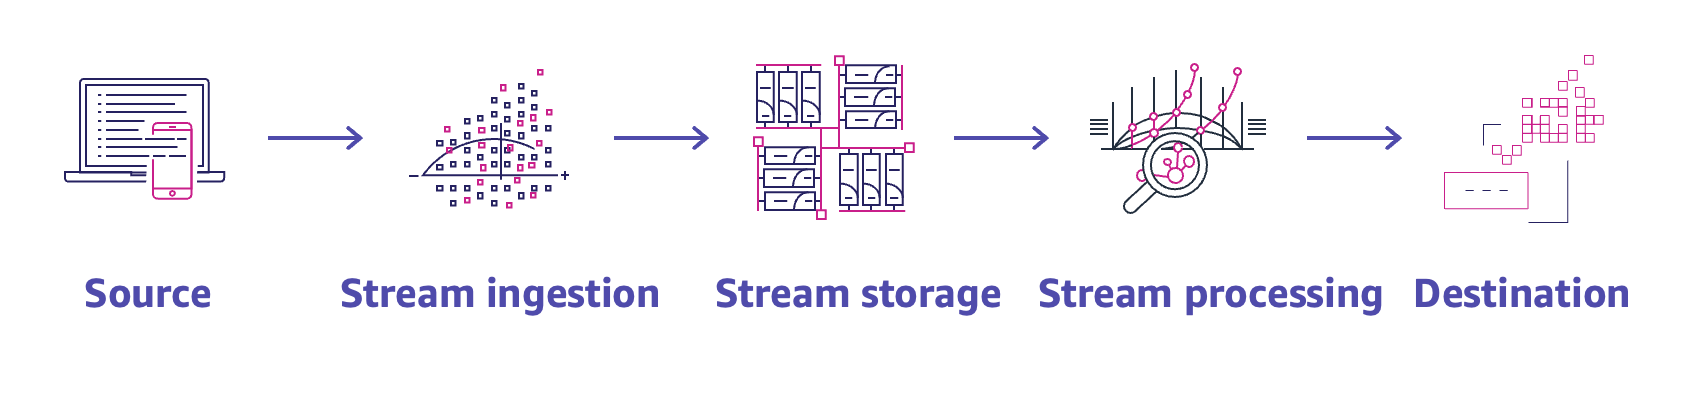 Source
Stream ingestion
Stream storage
Stream processing
Destination